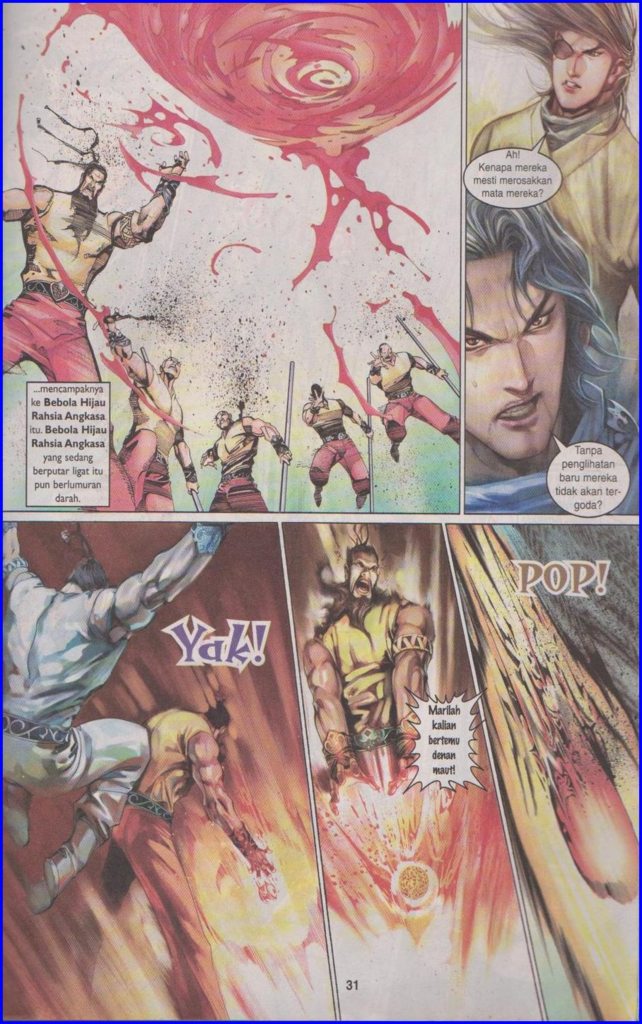 Ah!
Kenapa mereka
mesti merosakkan
mata mereka?
...mencampaknya
ke Bebola Hijau
Rahsia Angkasa
itu. Bebola Hijau
Rahsia Angkasa
yang sedang
berputar ligat itu
pun berlumuran
darah.
Tanpa
penglihatan
baru mereka
tidak akan ter-
goda?
Yak!
Marilah
kalian
bertemu
denan
maut!
POP!
31